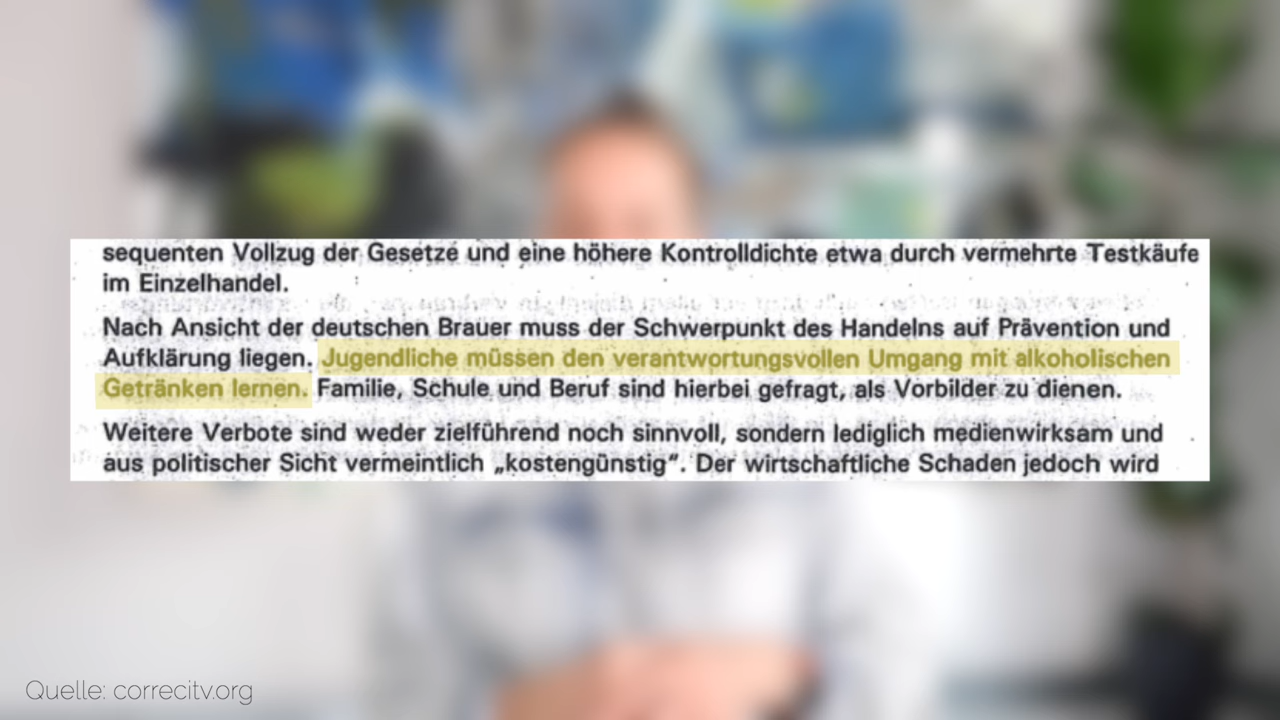 sequenten Vollzug der Gesetze und eine höhere Kontrolldichte etwa durch vermehrte Testkäufe
im Einzelhandel.
Nach Ansicht der deutschen Brauer muss der Schwerpunkt des Handelns auf Prävention und
Aufklärung liegen. Jugendliche müssen den verantwortungsvollen Umgang mit alkoholischen
Getränken lernen. Familie, Schule und Beruf sind hierbei gefragt, als Vorbilder zu dienen.
Weitere Verbote sind weder zielführend noch sinnvoll, sondern lediglich medienwirksam und
aus politischer Sicht vermeintlich „kostengünstig". Der wirtschaftliche Schaden jedoch wird
Quelle: correcitv.org